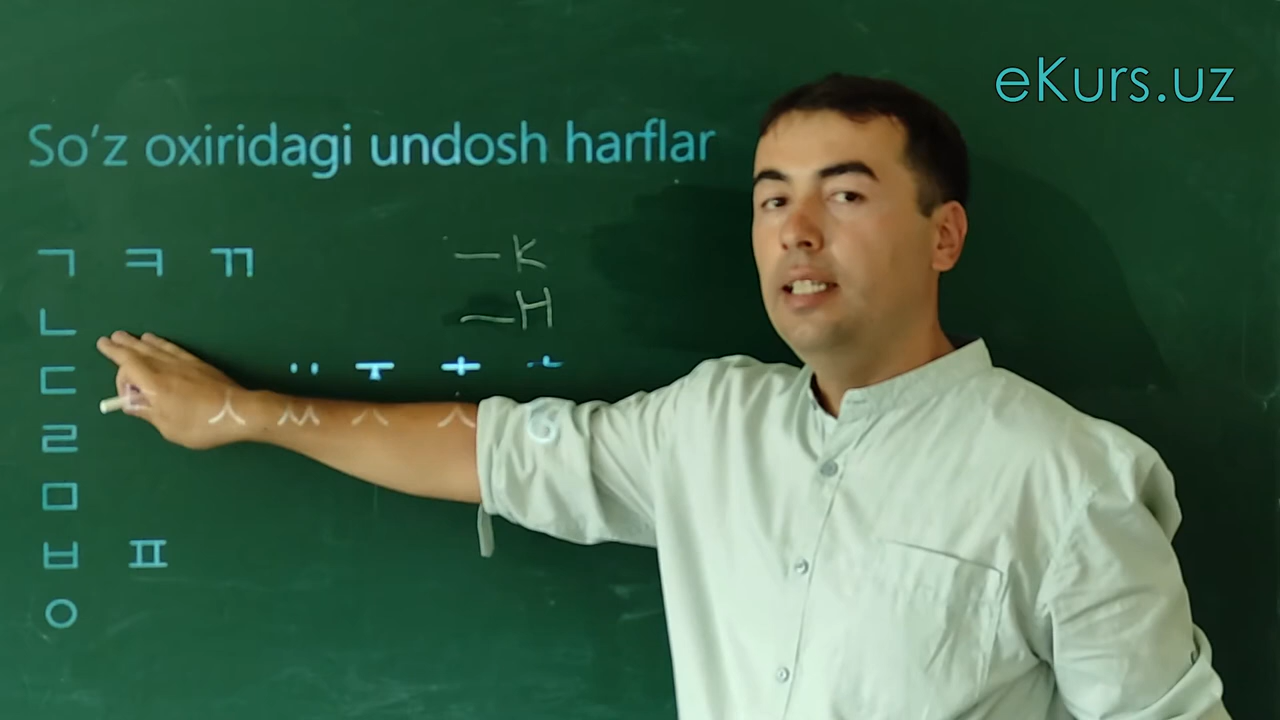 eKurs.uz
So'z oxiridagi undosh harflar
ㄱ ㅋ ㄲ — K
ㄴ — H
ㄷ
ㄹ
ㅁ
ㅂ ㅍ
ㅇ